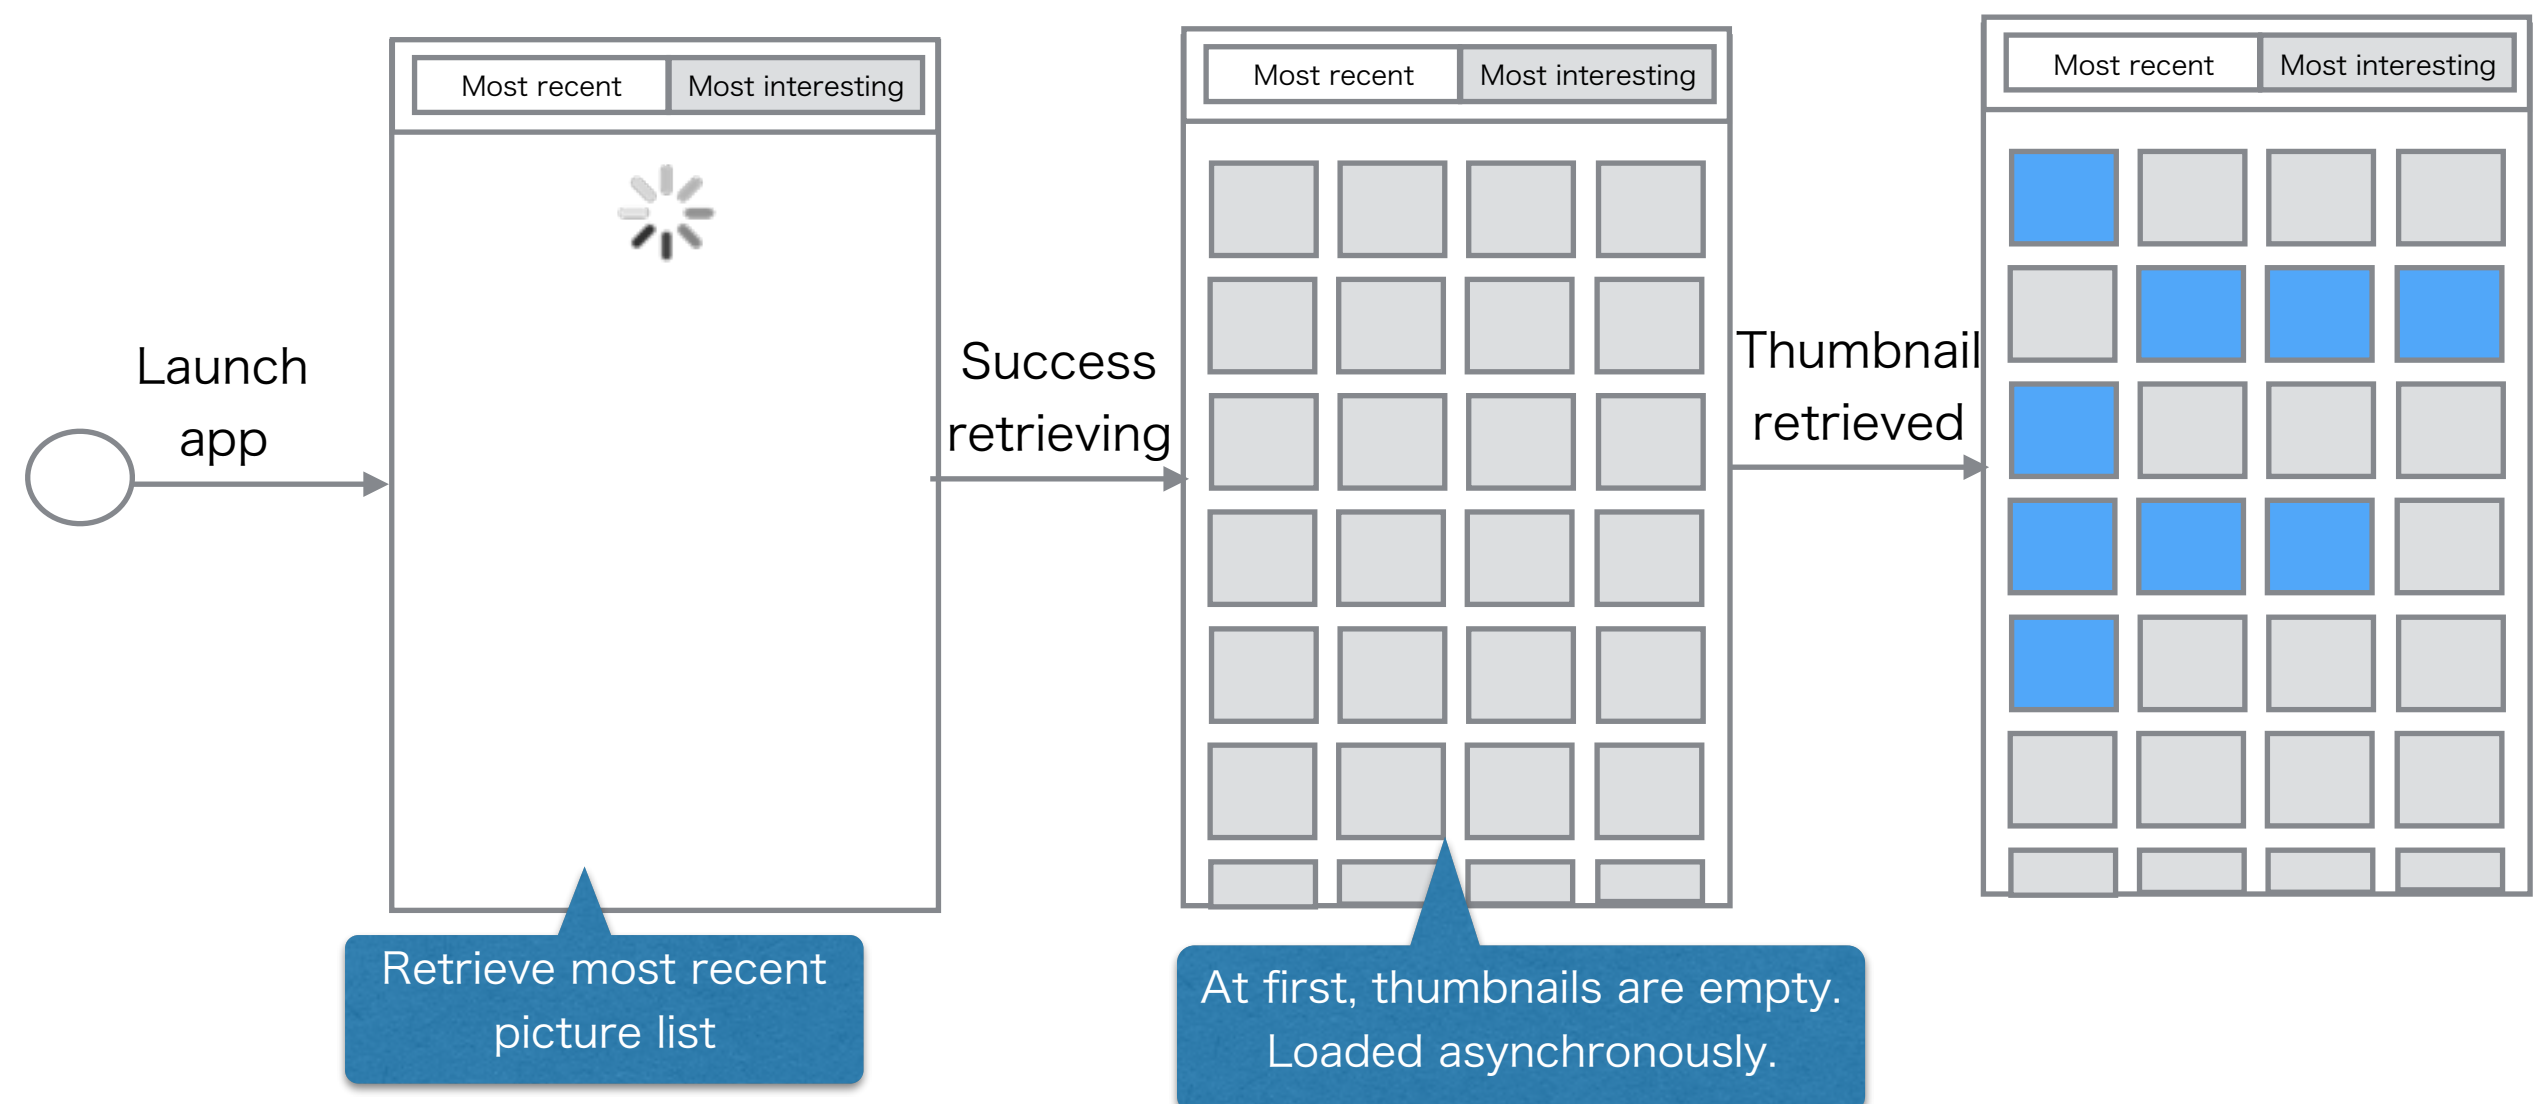 Launch
app
Most recent
Most interesting
Retrieve most recent
picture list
Success
retrieving
Most recent
Most interesting
At first, thumbnails are empty.
Loaded asynchronously.
Thumbnail
retrieved
Most recent
Most interesting